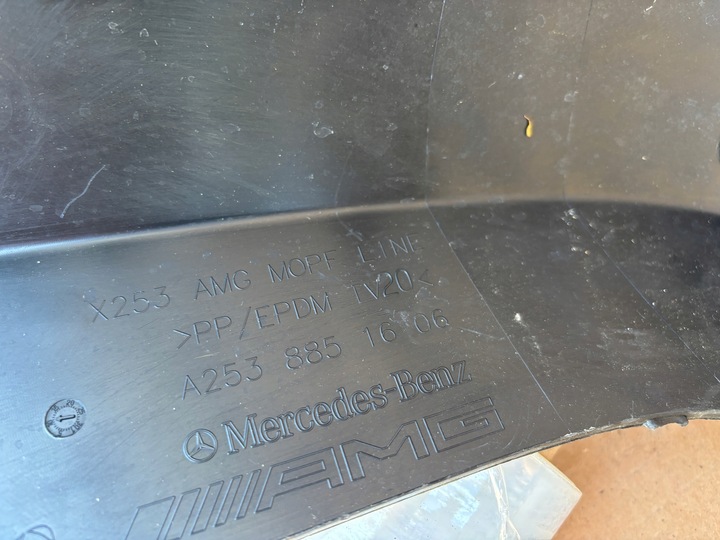 X253 AMG MOPF LINE
>PP/EPDM TV20<
A253 885 16 06
Mercedes-Benz
AMG